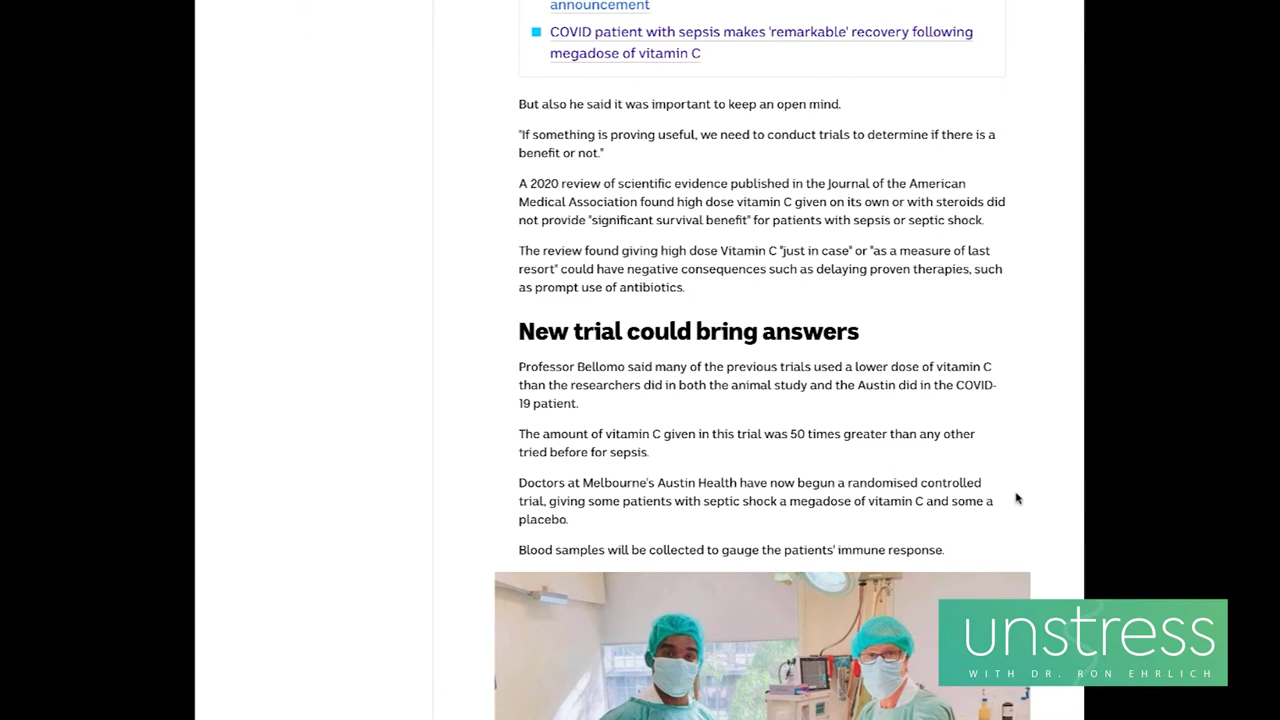 announcement
COVID patient with sepsis makes 'remarkable' recovery following
megadose of vitamin C
But also he said it was important to keep an open mind.
"If something is proving useful, we need to conduct trials to determine if there is a
benefit or not."
A 2020 review of scientific evidence published in the Journal of the American
Medical Association found high dose vitamin C given on its own or with steroids did
not provide "significant survival benefit" for patients with sepsis or septic shock.
The review found giving high dose Vitamin C "just in case" or "as a measure of last
resort" could have negative consequences such as delaying proven therapies, such
as prompt use of antibiotics.
New trial could bring answers
Professor Bellomo said many of the previous trials used a lower dose of vitamin C
than the researchers did in both the animal study and the Austin did in the COVID-
19 patient.
The amount of vitamin C given in this trial was 50 times greater than any other
tried before for sepsis.
Doctors at Melbourne's Austin Health have now begun a randomised controlled
trial, giving some patients with septic shock a megadose of vitamin C and some a
placebo.
Blood samples will be collected to gauge the patients' immune response.
unstress
WITH DR. RON EHRLICH